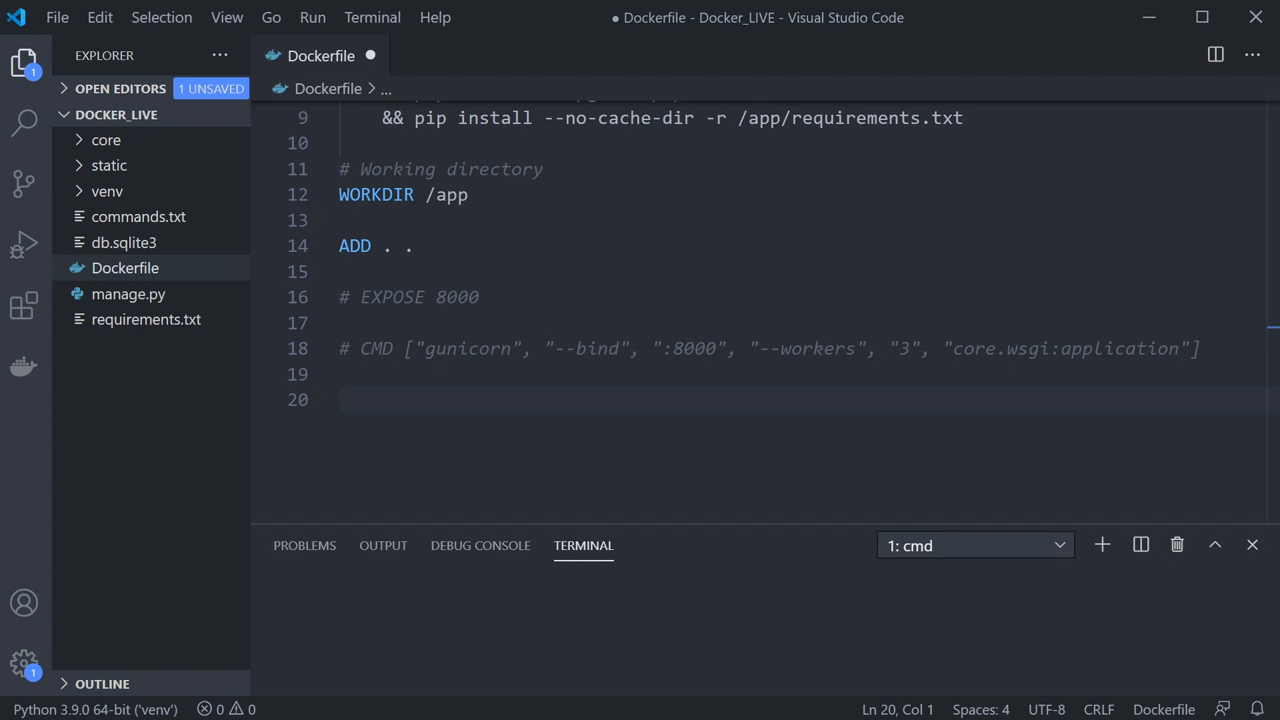 File Edit Selection View Go Run Terminal Help
● Dockerfile - Docker_LIVE - Visual Studio Code
1
EXPLORER
OPEN EDITORS 1 UNSAVED
DOCKER_LIVE
core
static
venv
commands.txt
db.sqlite3
Dockerfile
manage.py
requirements.txt
OUTLINE
1
Dockerfile ●
Dockerfile > ...
9 && pip install --no-cache-dir -r /app/requirements.txt
10
11 # Working directory
12 WORKDIR /app
13
14 ADD . .
15
16 # EXPOSE 8000
17
18 # CMD ["gunicorn", "--bind", ":8000", "--workers", "3", "core.wsgi:application"]
19
20
PROBLEMS OUTPUT DEBUG CONSOLE TERMINAL 1: cmd
Python 3.9.0 64-bit ('venv') 0 0 Ln 20, Col 1 Spaces: 4 UTF-8 CRLF Dockerfile